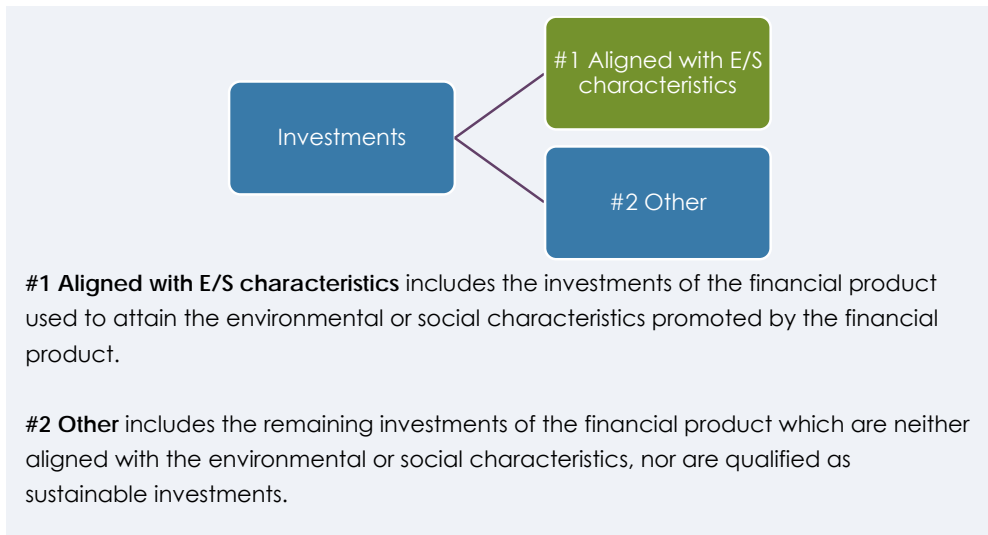 #1 Aligned with E/S
characteristics
Investments
#2 Other
#1 Aligned with E/S characteristics includes the investments of the financial product
used to attain the environmental or social characteristics promoted by the financial
product.
#2 Other includes the remaining investments of the financial product which are neither
aligned with the environmental or social characteristics, nor are qualified as
sustainable investments.